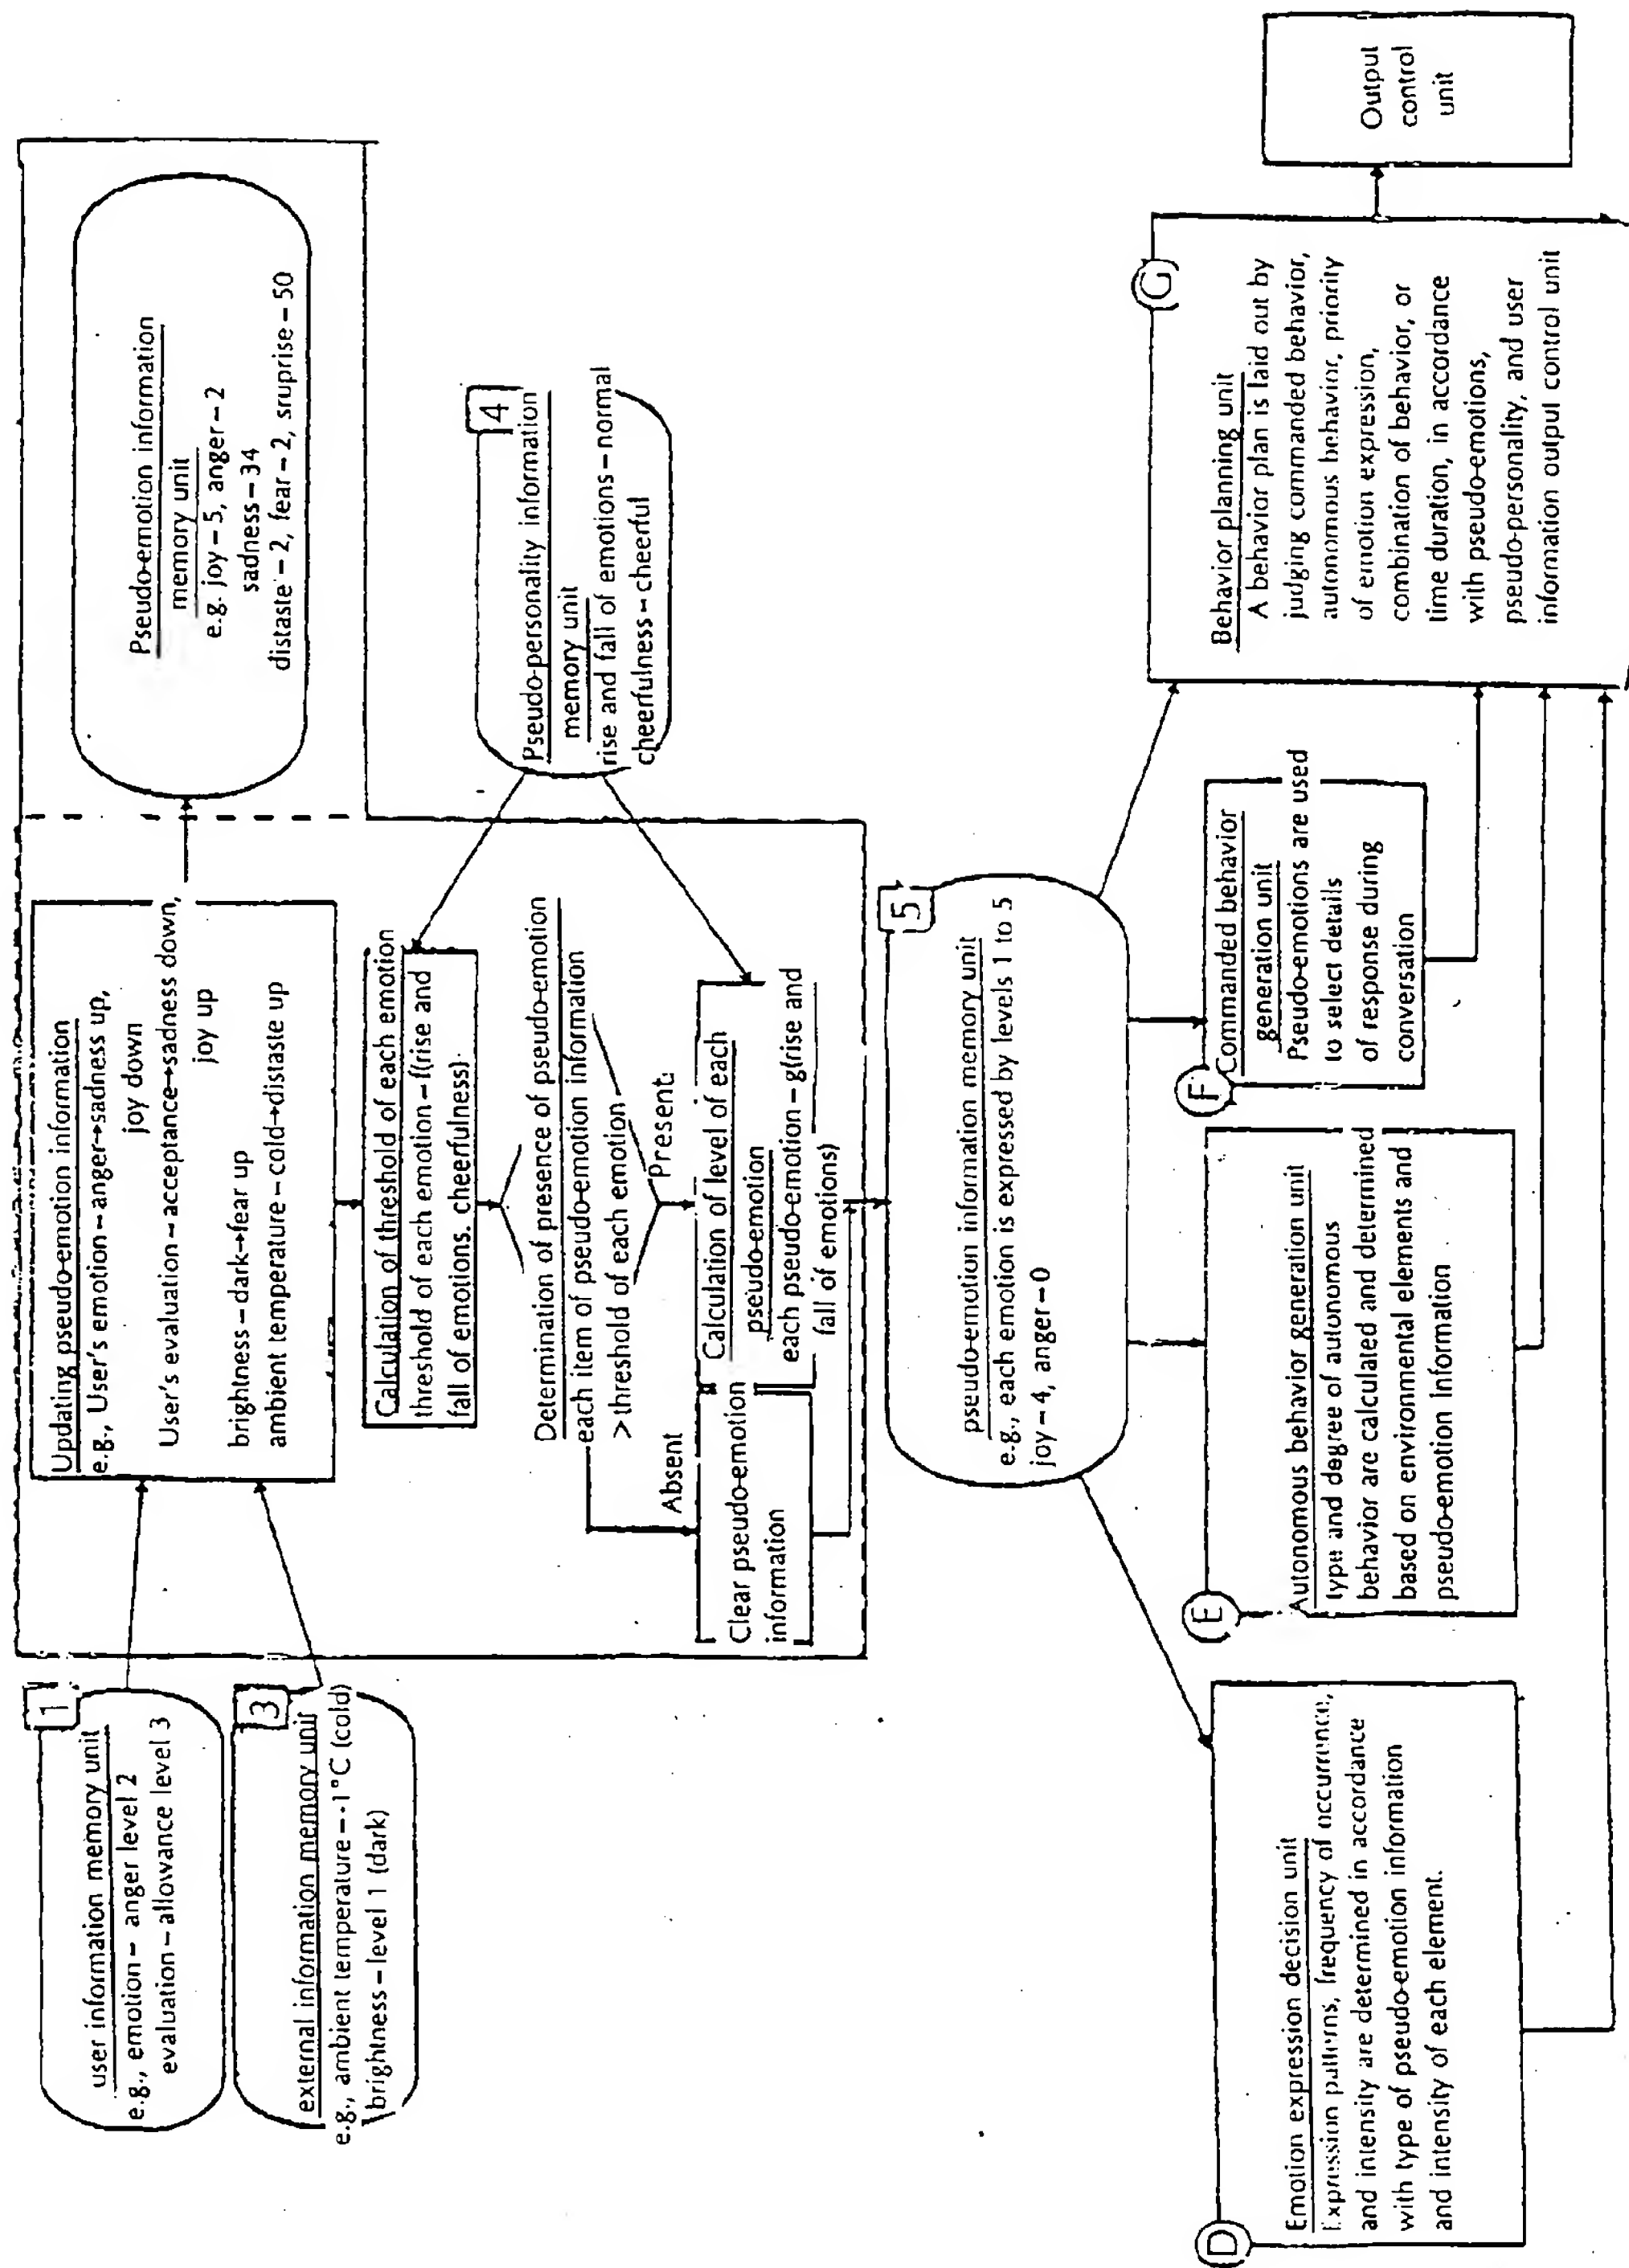 1
user information memory unit
e.g., emotion – anger level 2
evaluation – allowance level 3
3
external information memory unit
e.g., ambient temperature – -1°C (cold)
brightness – level 1 (dark)
Updating pseudo-emotion information
e.g., User's emotion – anger→sadness up,
joy down
User's evaluation – acceptance→sadness down,
joy up
brightness – dark→fear up
ambient temperature – cold→distaste up
Pseudo-emotion information
memory unit
e.g. joy – 5, anger – 2
sadness – 34
distaste – 2, fear – 2, sruprise – 50
Calculation of threshold of each emotion
threshold of each emotion – f(rise and
fall of emotions. cheerfulness)
4
Pseudo-personality information
memory unit
rise and fall of emotions – normal
cheerfulness – cheerful
Determination of presence of pseudo-emotion
each item of pseudo-emotion information
>threshold of each emotion –
Absent
Present:
Clear pseudo-emotion
information
Calculation of level of each
pseudo-emotion
each pseudo-emotion – g(rise and
fall of emotions)
5
pseudo-emotion information memory unit
e.g., each emotion is expressed by levels 1 to 5
joy – 4, anger – 0
D
Emotion expression decision unit
Expression patterns, frequency of occurrence,
and intensity are determined in accordance
with type of pseudo-emotion information
and intensity of each element.
E
Autonomous behavior generation unit
type and degree of autonomous
behavior are calculated and determined
based on environmental elements and
pseudo-emotion information
F
Commanded behavior
generation unit
Pseudo-emotions are used
to select details
of response during
conversation
G
Behavior planning unit
A behavior plan is laid out by
judging commanded behavior,
autonomous behavior, priority
of emotion expression,
combination of behavior, or
time duration, in accordance
with pseudo-emotions,
pseudo-personality, and user
information output control unit
Output
control
unit